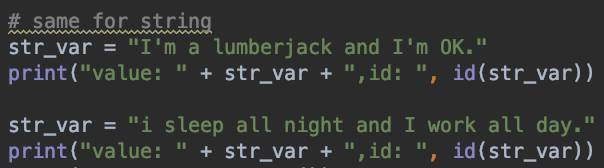 # same for string
str_var = "I'm a lumberjack and I'm OK."
print("value: " + str_var + ",id: ", id(str_var))
str_var = "i sleep all night and I work all day."
print("value: " + str_var + ",id: ", id(str_var))